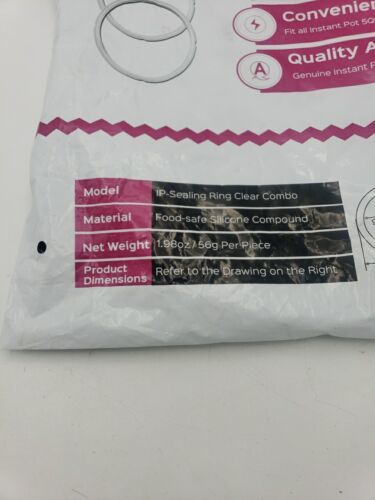 Convenien
Fit all Instant Pot 5Q
A
Quality A
Genuine Instant P
Model IP-Sealing Ring Clear Combo
Material Food-safe Silicone Compound
Net Weight 1.98oz / 56g Per Piece
Product Dimensions Refer to the Drawing on the Right